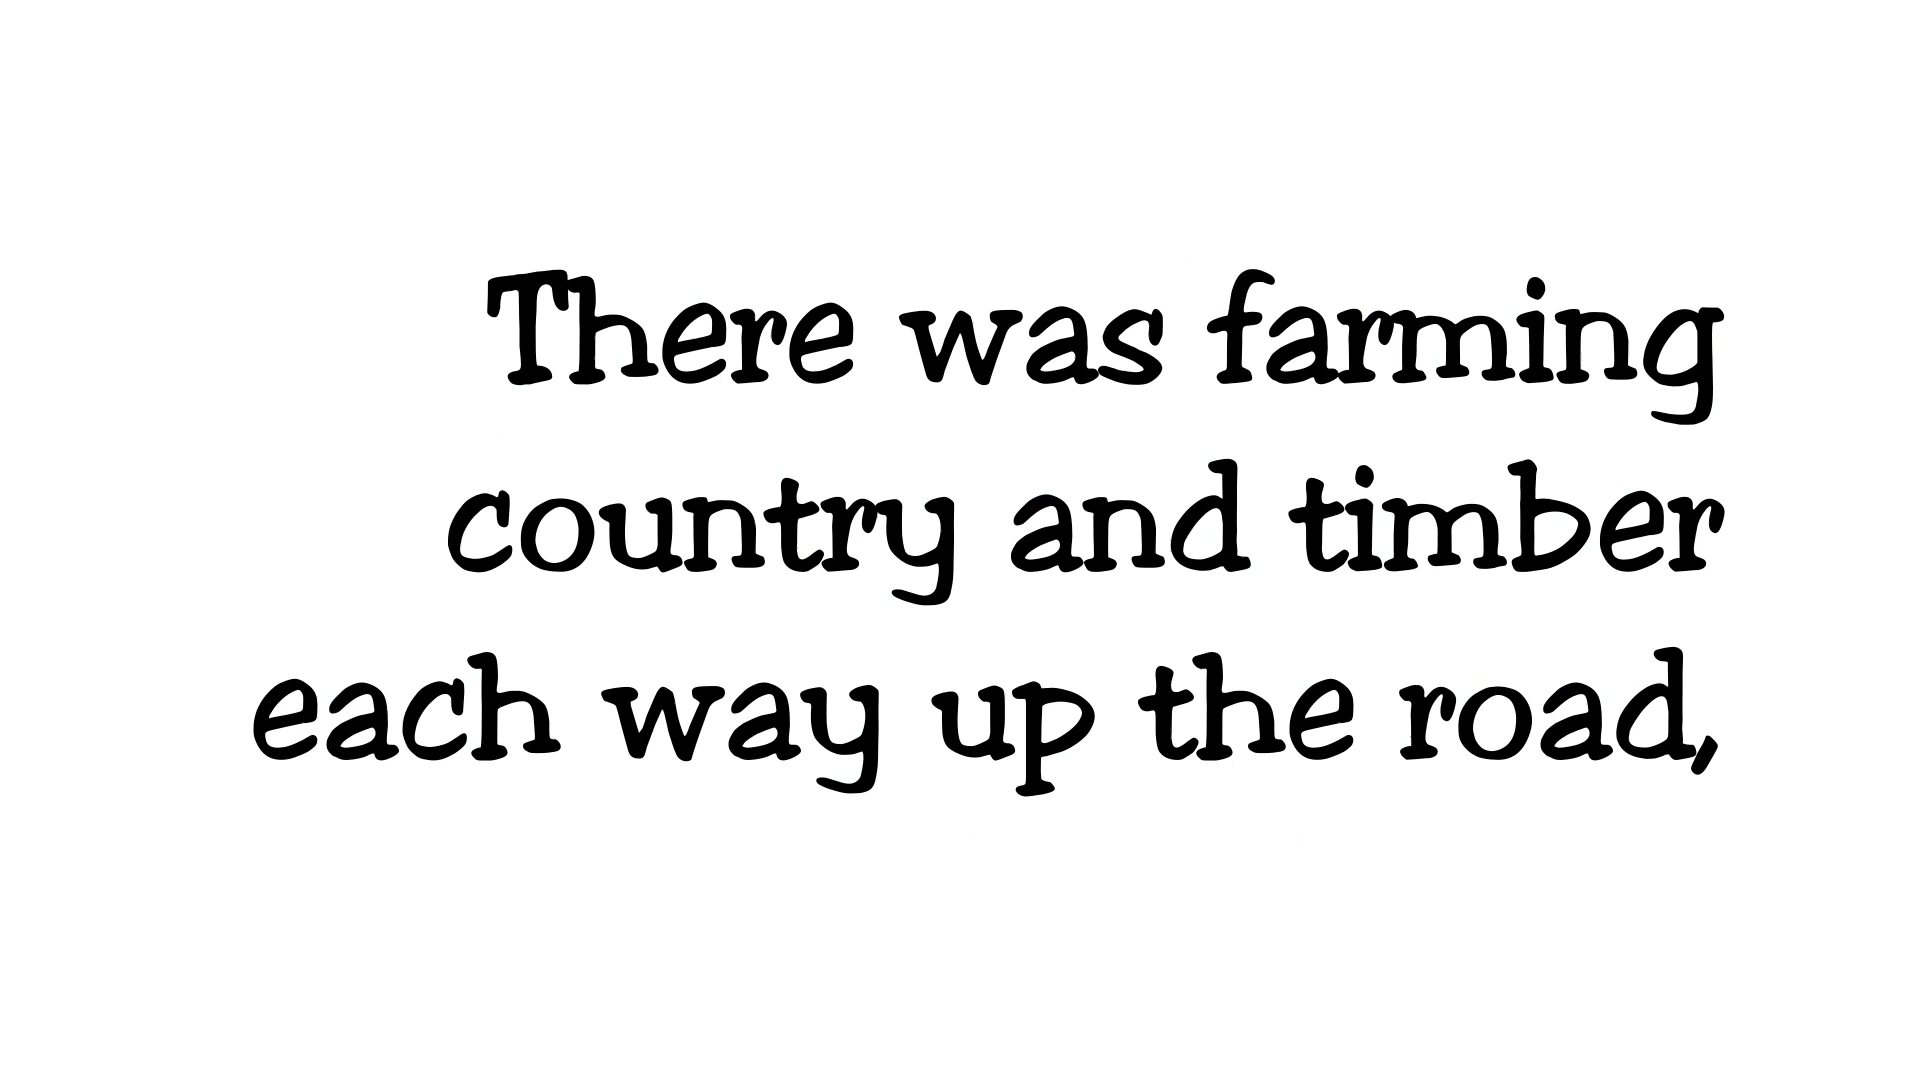 There was farming
country and timber
each way up the road,